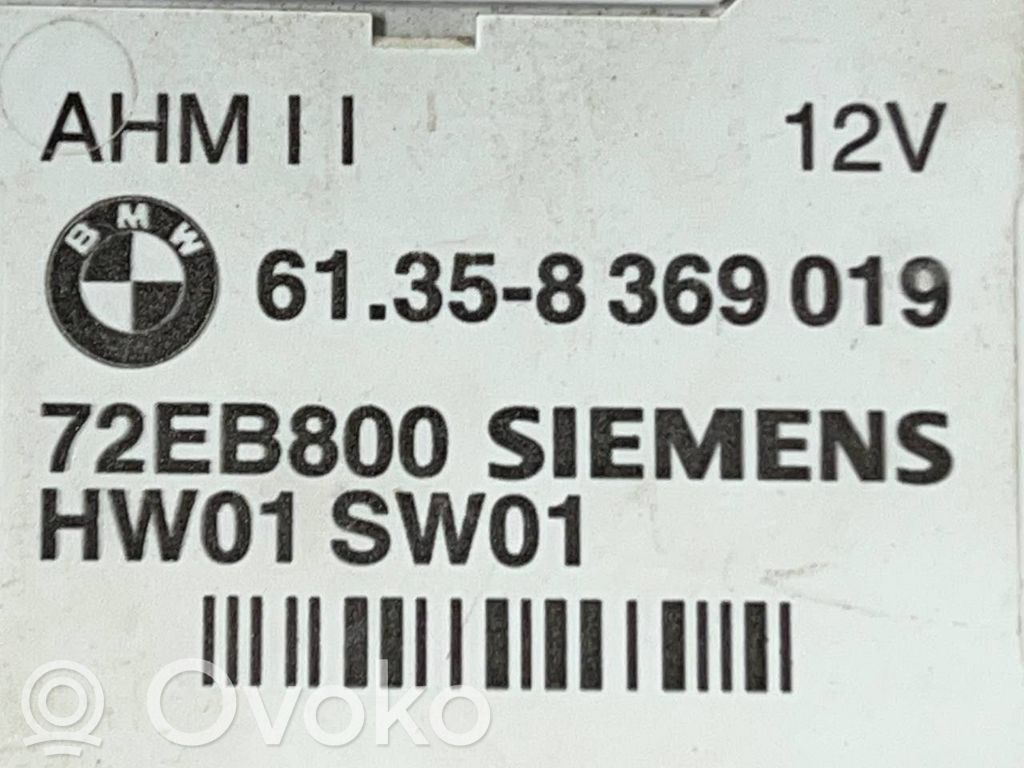 AHM I I 12V
BMW 61.35-8 369 019
72EB800 SIEMENS
HW01 SW01
Ovoko